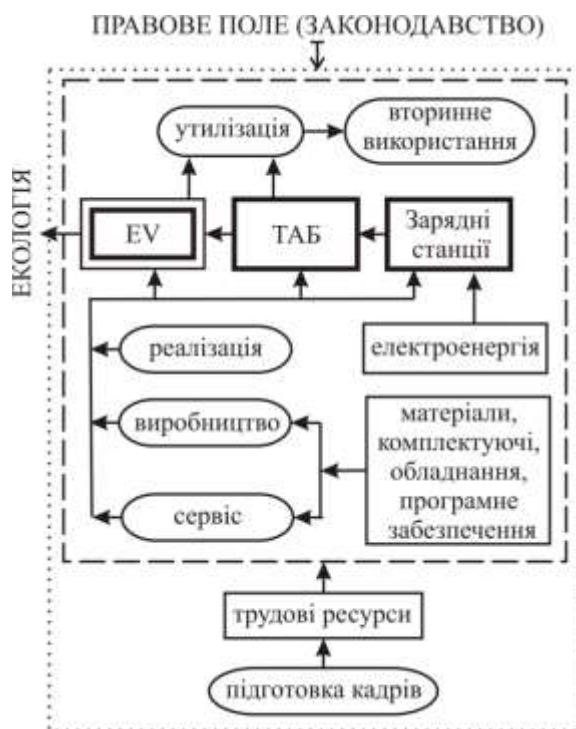 ПРАВОВЕ ПОЛЕ (ЗАКОНОДАВСТВО)
утилізація
вторинне
використання
ЕКОЛОГІЯ
EV
ТАБ
Зарядні
станції
реалізація
електроенергія
виробництво
матеріали,
комплектуючі,
обладнання,
програмне
забезпечення
сервіс
трудові ресурси
підготовка кадрів